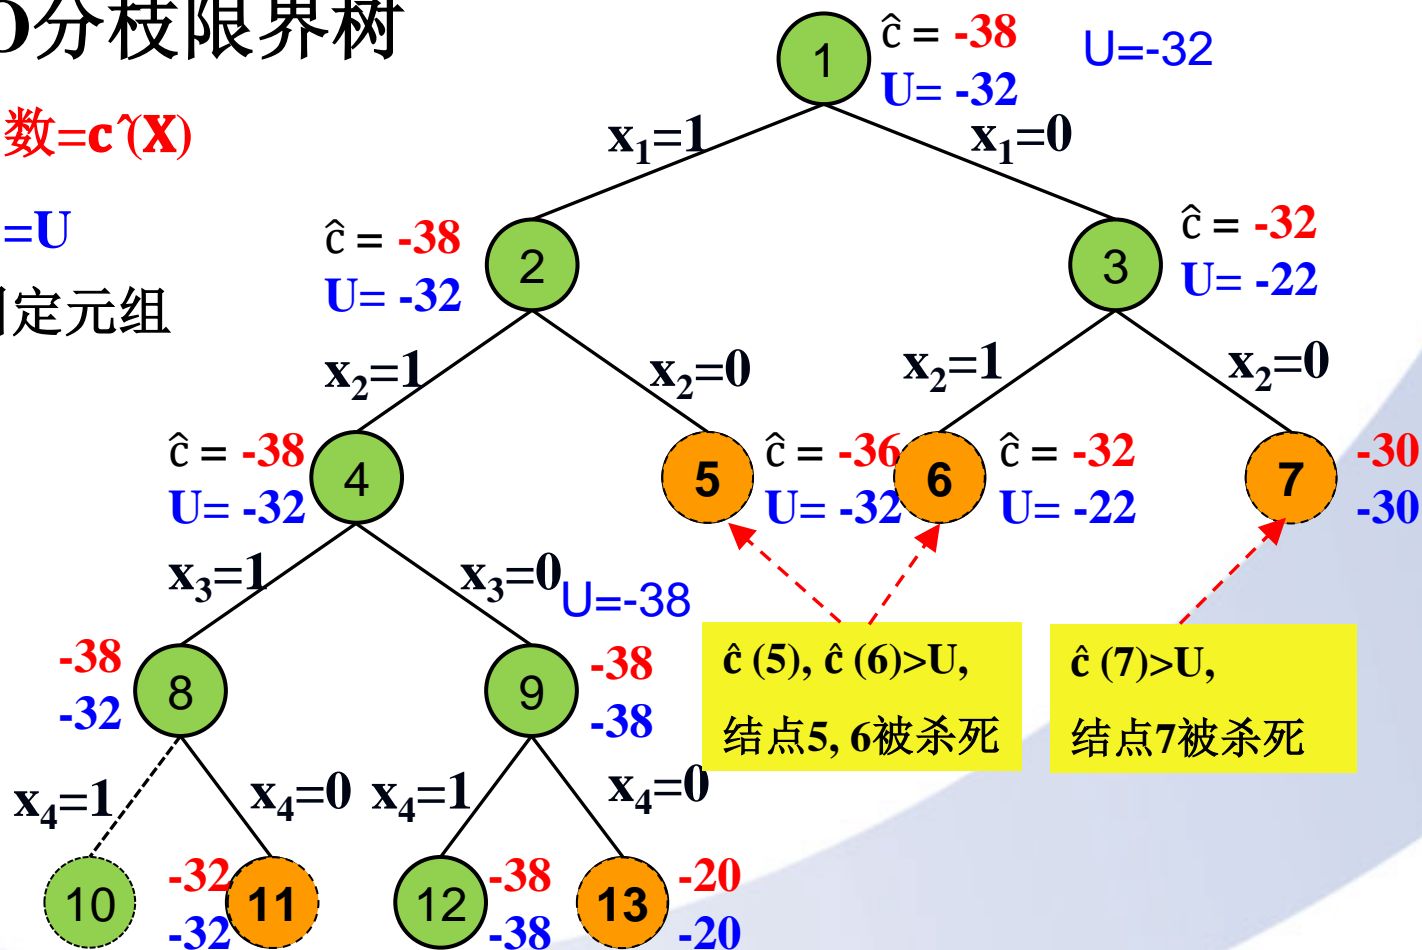 O分枝限界树
数=cˆ(X)
=U
定元组
1
ĉ = -38
U= -32
U=-32
x1=1
x1=0
ĉ = -38
U= -32
2
3
ĉ = -32
U= -22
x2=1
x2=0
x2=1
x2=0
ĉ = -38
U= -32
4
5
ĉ = -36
U= -32
6
ĉ = -32
U= -22
7
-30
-30
x3=1
x3=0
U=-38
-38
-32
8
9
-38
-38
ĉ (5), ĉ (6)>U,
结点5, 6被杀死
ĉ (7)>U,
结点7被杀死
x4=1
x4=0
x4=1
x4=0
10
-32
-32
11
12
-38
-38
13
-20
-20